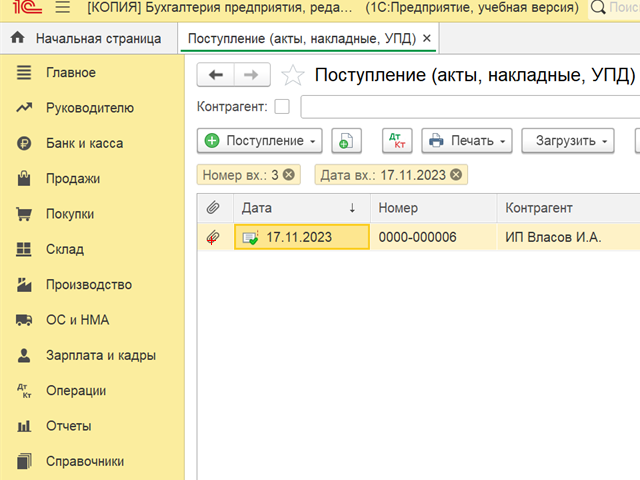 1С [КОПИЯ] Бухгалтерия предприятия, реда... (1С:Предприятие, учебная версия)
Начальная страница Поступление (акты, накладные, УПД) ×
Главное
Руководителю
Банк и касса
Продажи
Покупки
Склад
Производство
ОС и НМА
Зарплата и кадры
Дт Кт Операции
Отчеты
Справочники
Поступление (акты, накладные, УПД)
Контрагент:
Поступление Дт Кт Печать Загрузить
Номер вх.: 3 Дата вх.: 17.11.2023
Дата ↓ Номер Контрагент
17.11.2023 0000-000006 ИП Власов И.А.